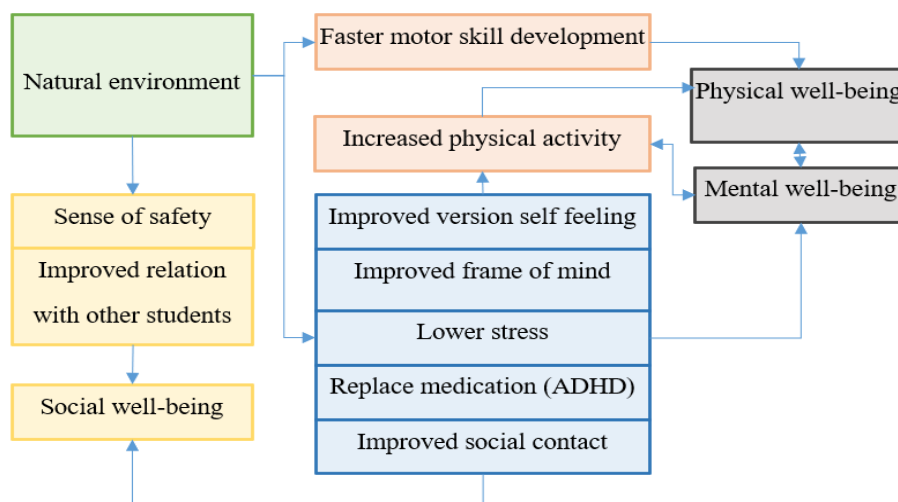 Natural environment
Faster motor skill development
Physical well-being
Increased physical activity
Mental well-being
Sense of safety
Improved relation
with other students
Social well-being
Improved version self feeling
Improved frame of mind
Lower stress
Replace medication (ADHD)
Improved social contact